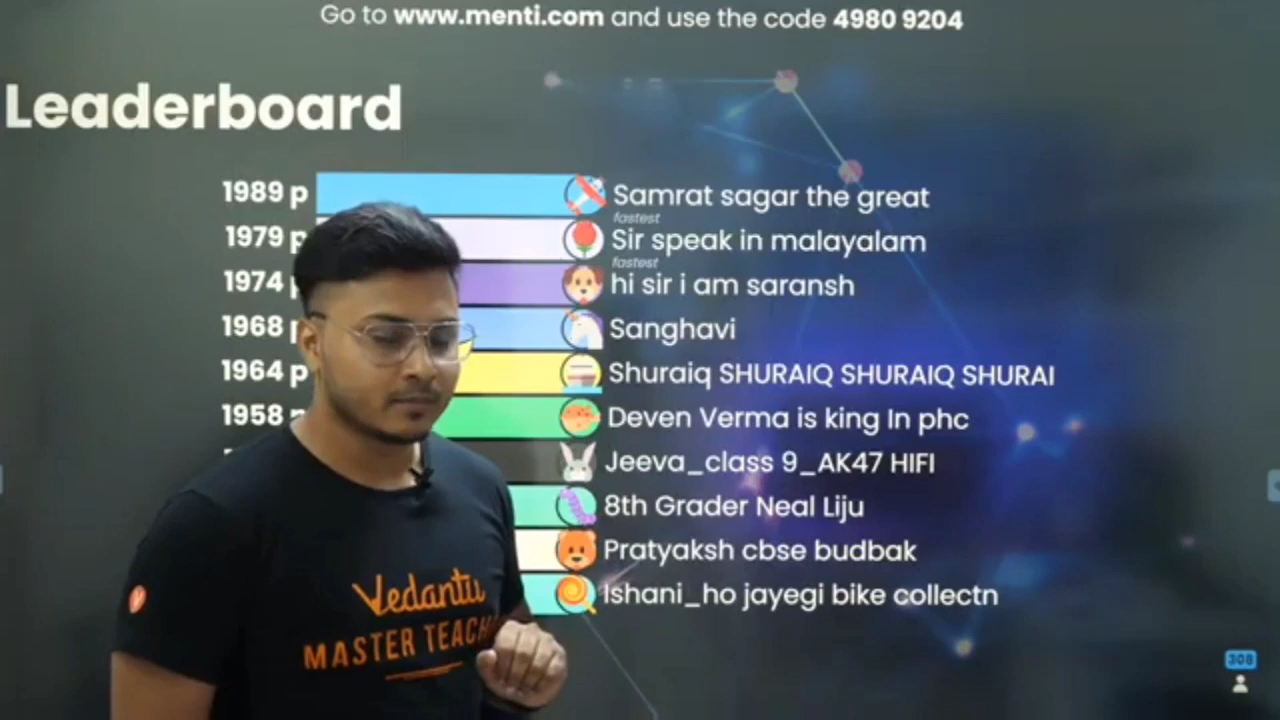 Go to www.menti.com and use the code 4980 9204
Leaderboard
1989 p Samrat sagar the great
fastest
1979 p Sir speak in malayalam
fastest
1974 p hi sir i am saransh
1968 p Sanghavi
1964 p Shuraiq SHURAIQ SHURAIQ SHURAI
1958 p Deven Verma is king In phc
Jeeva_class 9_AK47 HIFI
8th Grader Neal Liju
Pratyaksh cbse budbak
Ishani_ho jayegi bike collectn
Vedantu
MASTER TEACH
308